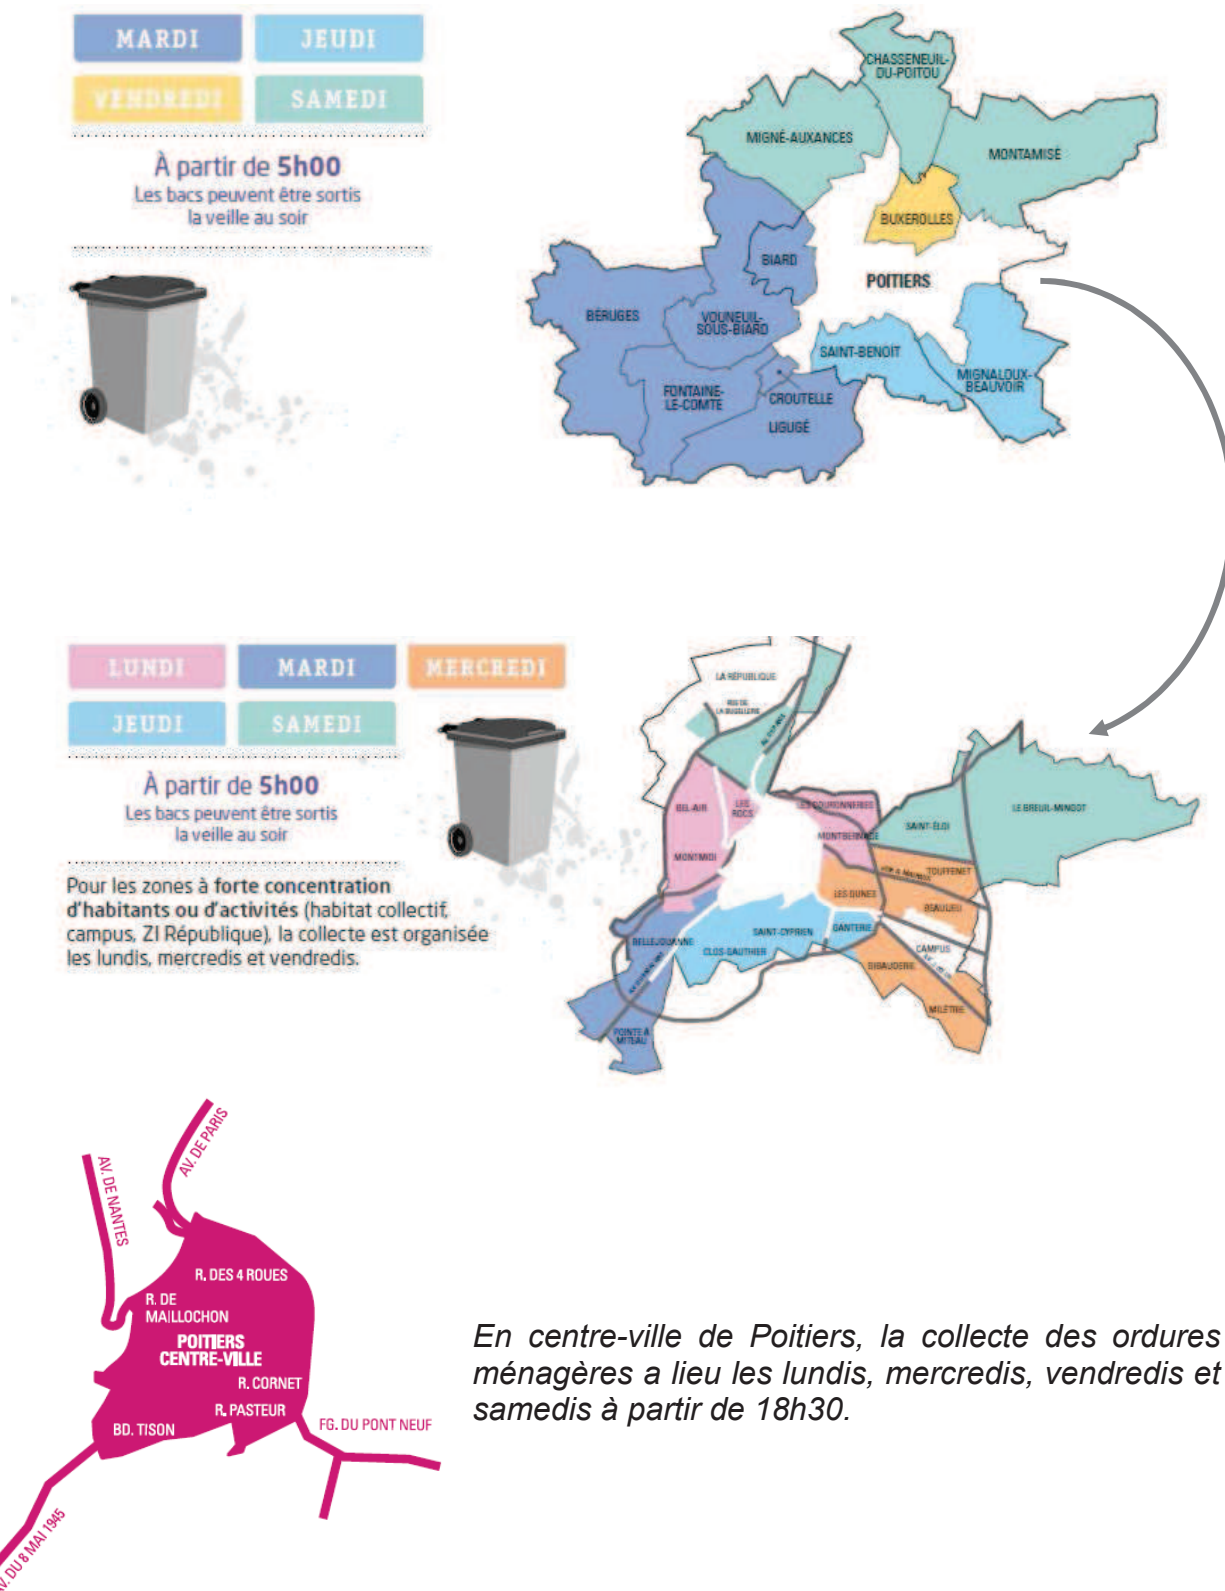 MARDI
JEUDI
VENDREDI
SAMEDI
À partir de 5h00
Les bacs peuvent être sortis
la veille au soir
CHASSENEUIL-
DU-POITOU
MIGNÉ-AUXANCES
MONTAMISÉ
BUXEROLLES
BIARD
POITIERS
BÉRUGES
VOUNEUIL-
SOUS-BIARD
SAINT-BENOÎT
MIGNALOUX-
BEAUVOIR
FONTAINE-
LE-COMTE
CROUTELLE
LIGUGÉ
LUNDI
MARDI
MERCREDI
JEUDI
SAMEDI
À partir de 5h00
Les bacs peuvent être sortis
la veille au soir
Pour les zones à forte concentration
d'habitants ou d'activités (habitat collectif,
campus, ZI République), la collecte est organisée
les lundis, mercredis et vendredis.
LA RÉPUBLIQUE
RUE DE
LA BUGELLERIE
BEL-AIR
LES
ROCS
LES COURONNERIES
MONTBERNAGE
SAINT-ÉLOI
LE BREUIL-MINGOT
MONTMIDI
TOUFFENET
LES DUNES
BEAULIEU
BELLEJOUANNE
SAINT-CYPRIEN
GANTERIE
CAMPUS
CLOS-GAUTHIER
GIBAUDERIE
MILÉTRIE
POINTE À
MITEAU
AV. DE PARIS
AV. DE NANTES
R. DES 4 ROUES
R. DE
MAILLOCHON
POITIERS
CENTRE-VILLE
R. CORNET
R. PASTEUR
BD. TISON
FG. DU PONT NEUF
AV. DU 8 MAI 1945
En centre-ville de Poitiers, la collecte des ordures
ménagères a lieu les lundis, mercredis, vendredis et
samedis à partir de 18h30.